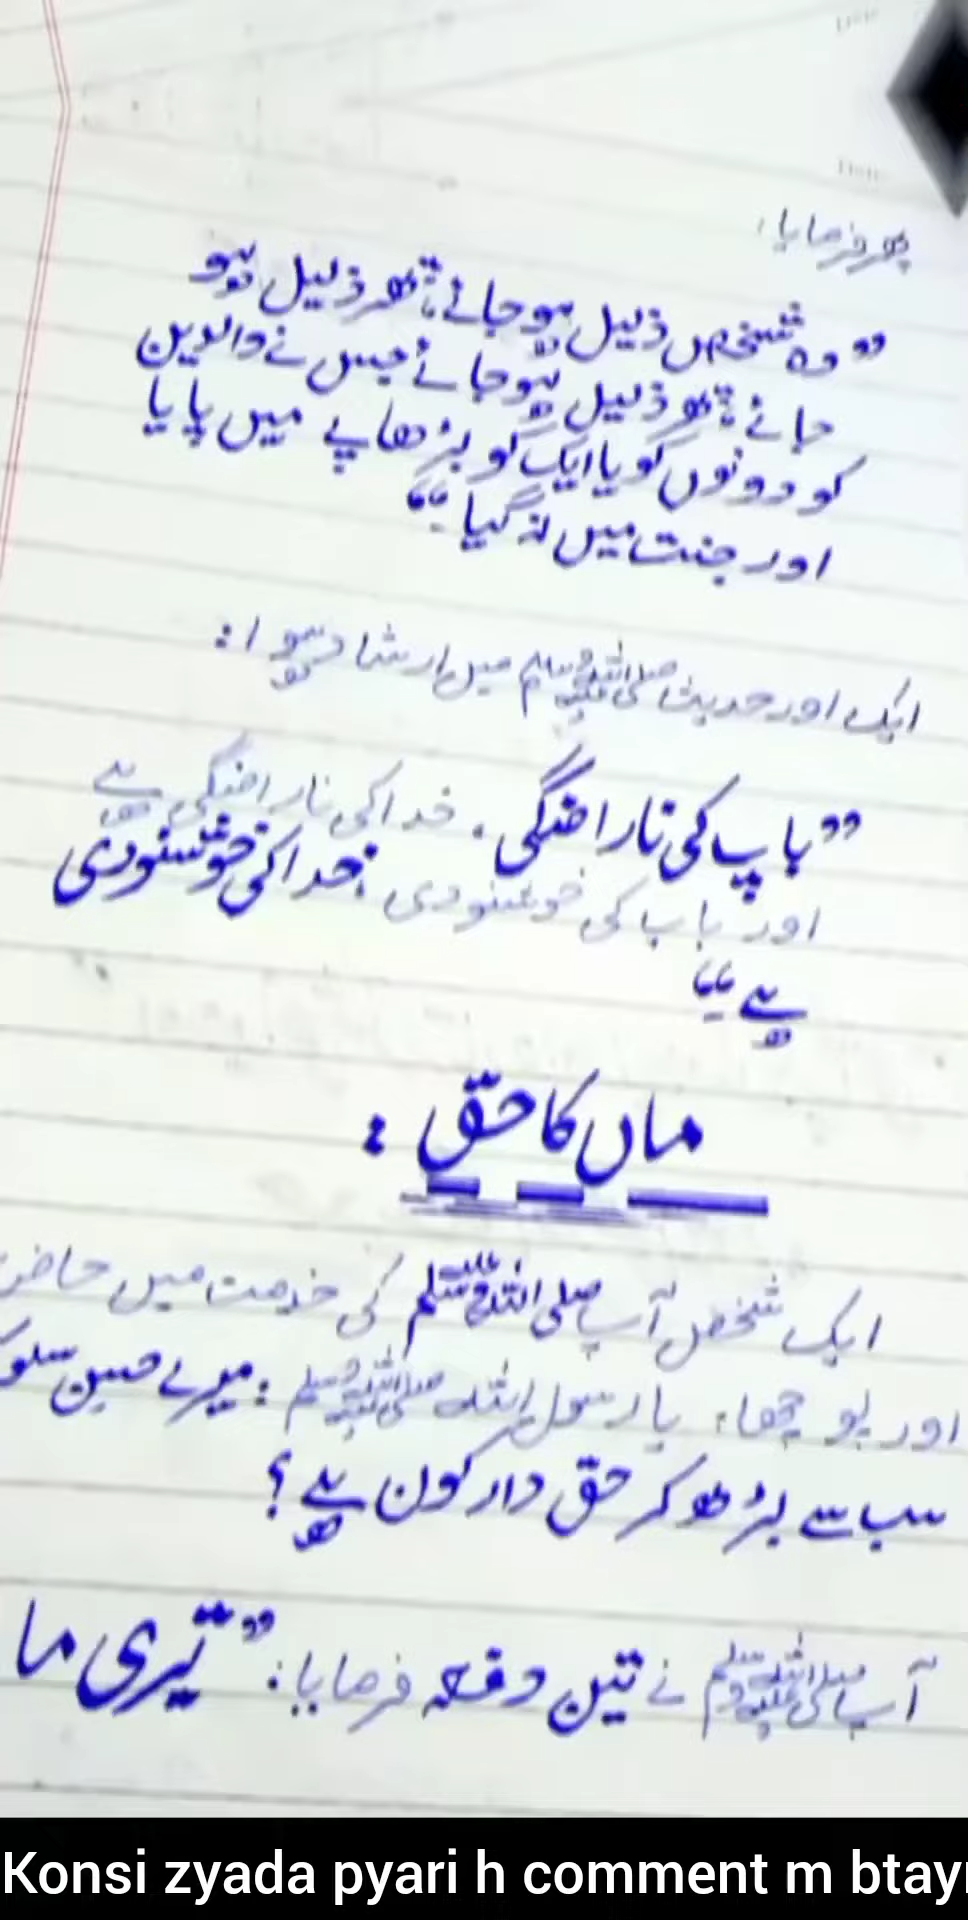 پھر فرمایا:
”وہ شخص ذلیل ہو جائے، پھر ذلیل ہو
جائے، پھر ذلیل ہو جائے جس نے والدین
کو دونوں کو یا ایک کو بڑھاپے میں پایا
اور جنت میں نہ گیا۔“
ایک اور حدیث صلی اللہ علیہ وسلم میں ارشاد ہوا:
”باپ کی ناراضگی، خدا کی ناراضگی ہے
اور باپ کی خوشنودی، خدا کی خوشنودی
ہے۔“
ماں کا حق:
ایک شخص آپ صلی اللہ علیہ وسلم کی خدمت میں حاضر
اور پوچھا، یا رسول اللہ صلی اللہ علیہ وسلم: میرے حسن سلوک
سب سے بڑھ کر حق دار کون ہے؟
آپ صلی اللہ علیہ وسلم نے تین دفعہ فرمایا: ”تیری ما
Konsi zyada pyari h comment m btay